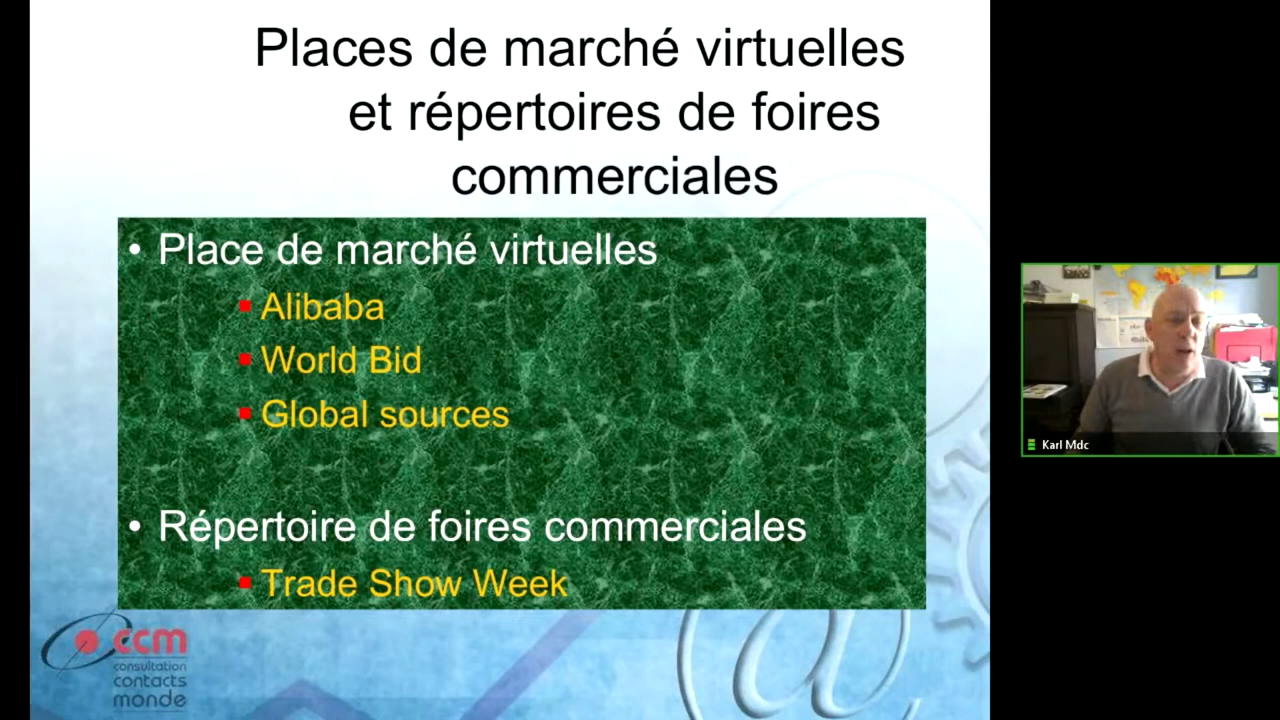 Places de marché virtuelles
et répertoires de foires
commerciales
• Place de marché virtuelles
▪ Alibaba
▪ World Bid
▪ Global sources
• Répertoire de foires commerciales
▪ Trade Show Week
ccm
consultation
contacts
monde
Karl Mdc